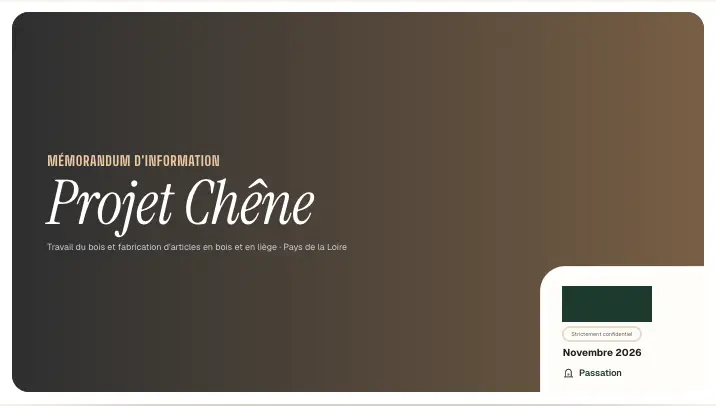 MÉMORANDUM D'INFORMATION
Projet Chêne
Travail du bois et fabrication d'articles en bois et en liège · Pays de la Loire
Strictement confidentiel
Novembre 2026
Passation